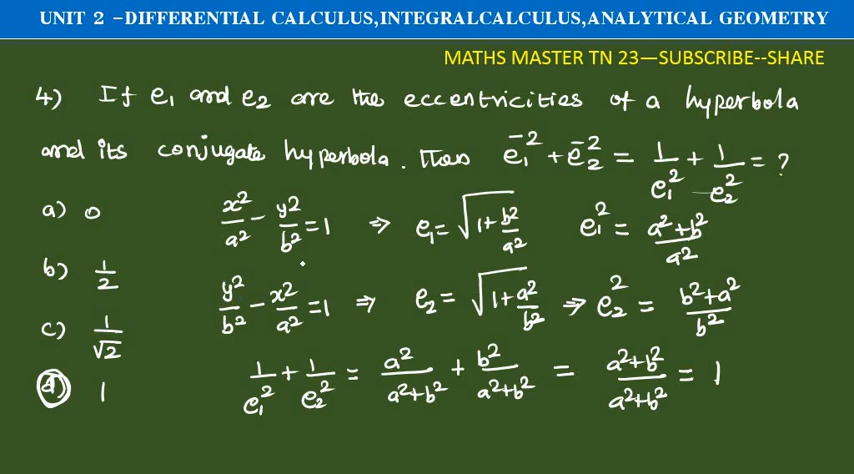 UNIT 2 –DIFFERENTIAL CALCULUS,INTEGRALCALCULUS,ANALYTICAL GEOMETRY
MATHS MASTER TN 23—SUBSCRIBE--SHARE
4) If e₁ and e₂ are the eccentricities of a hyperbola
and its conjugate hyperbola. Then e₁⁻² + e₂⁻² = 1/e₁² + 1/e₂² = ?
a) 0 x²/a² - y²/b² = 1 ⇒ e₁ = √(1 + b²/a²) e₁² = (a²+b²)/a²
b) 1/2 y²/b² - x²/a² = 1 ⇒ e₂ = √(1 + a²/b²) ⇒ e₂² = (b²+a²)/b²
c) 1/√2
d) 1 1/e₁² + 1/e₂² = a²/(a²+b²) + b²/(a²+b²) = (a²+b²)/(a²+b²) = 1